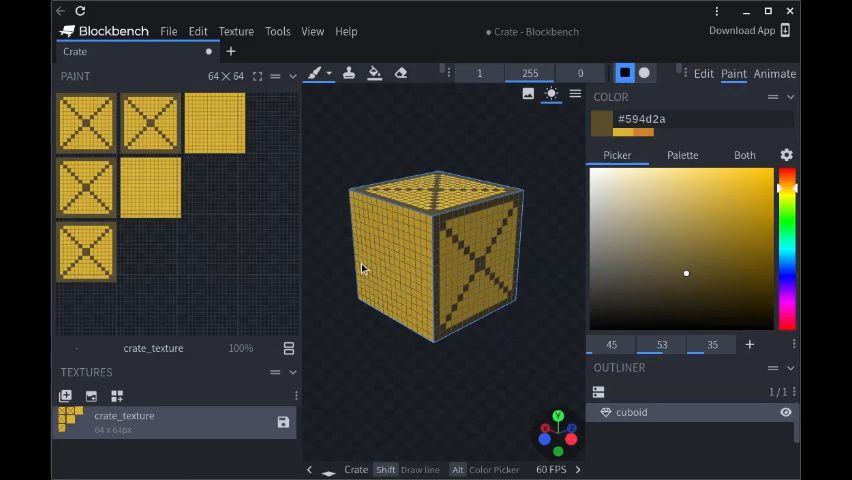 Blockbench File Edit Texture Tools View Help
Crate - Blockbench
Download App
Crate
PAINT 64 × 64
1 255 0
Edit Paint Animate
COLOR
#594d2a
Picker Palette Both
45 53 35
- crate_texture 100%
TEXTURES
crate_texture
64 x 64px
OUTLINER
1/1
cuboid
Y
Crate Shift Draw line Alt Color Picker 60 FPS